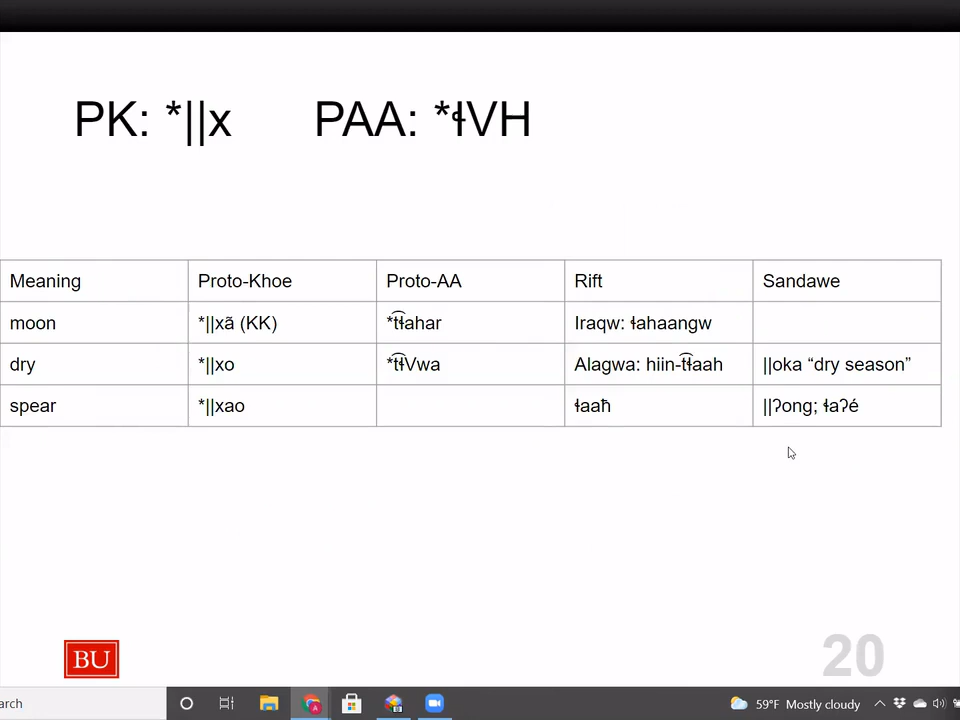 PK: *||x PAA: *ɬVH
Meaning Proto-Khoe Proto-AA Rift Sandawe
moon *||xã (KK) *t͡ɬahar Iraqw: ɬahaangw
dry *||xo *t͡ɬVwa Alagwa: hiin-t͡ɬaah ||oka “dry season”
spear *||xao ɬaaħ ||ʔong; ɬaʔé
BU
20
arch
59°F Mostly cloudy